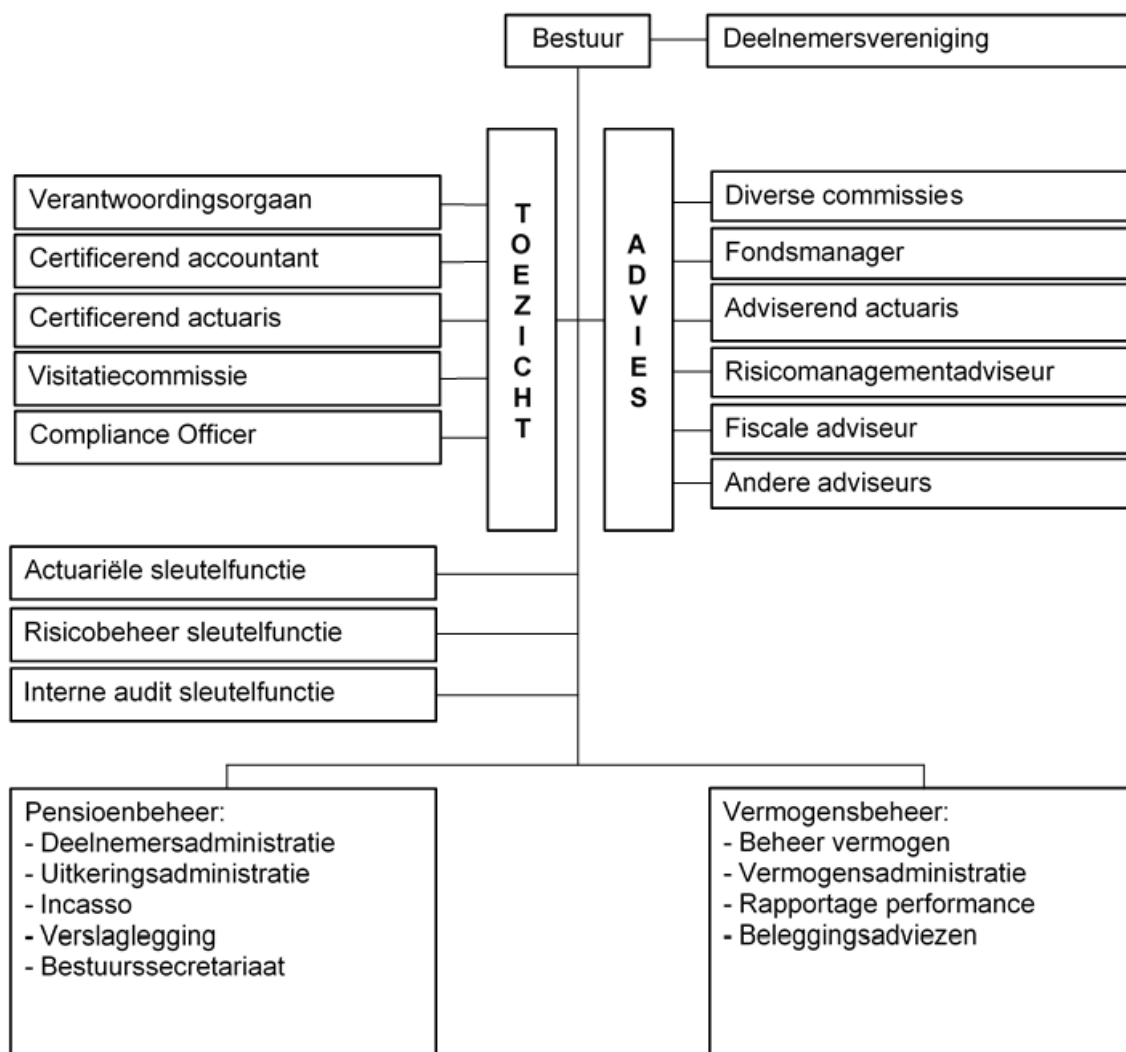 Bestuur
Deelnemersvereniging
Verantwoordingsorgaan
Certificerend accountant
Certificerend actuaris
Visitatiecommissie
Compliance Officer
TOEZICHT
ADVIES
Diverse commissies
Fondsmanager
Adviserend actuaris
Risicomanagementadviseur
Fiscale adviseur
Andere adviseurs
Actuariële sleutelfunctie
Risicobeheer sleutelfunctie
Interne audit sleutelfunctie
Pensioenbeheer:
- Deelnemersadministratie
- Uitkeringsadministratie
- Incasso
- Verslaglegging
- Bestuurssecretariaat
Vermogensbeheer:
- Beheer vermogen
- Vermogensadministratie
- Rapportage performance
- Beleggingsadviezen